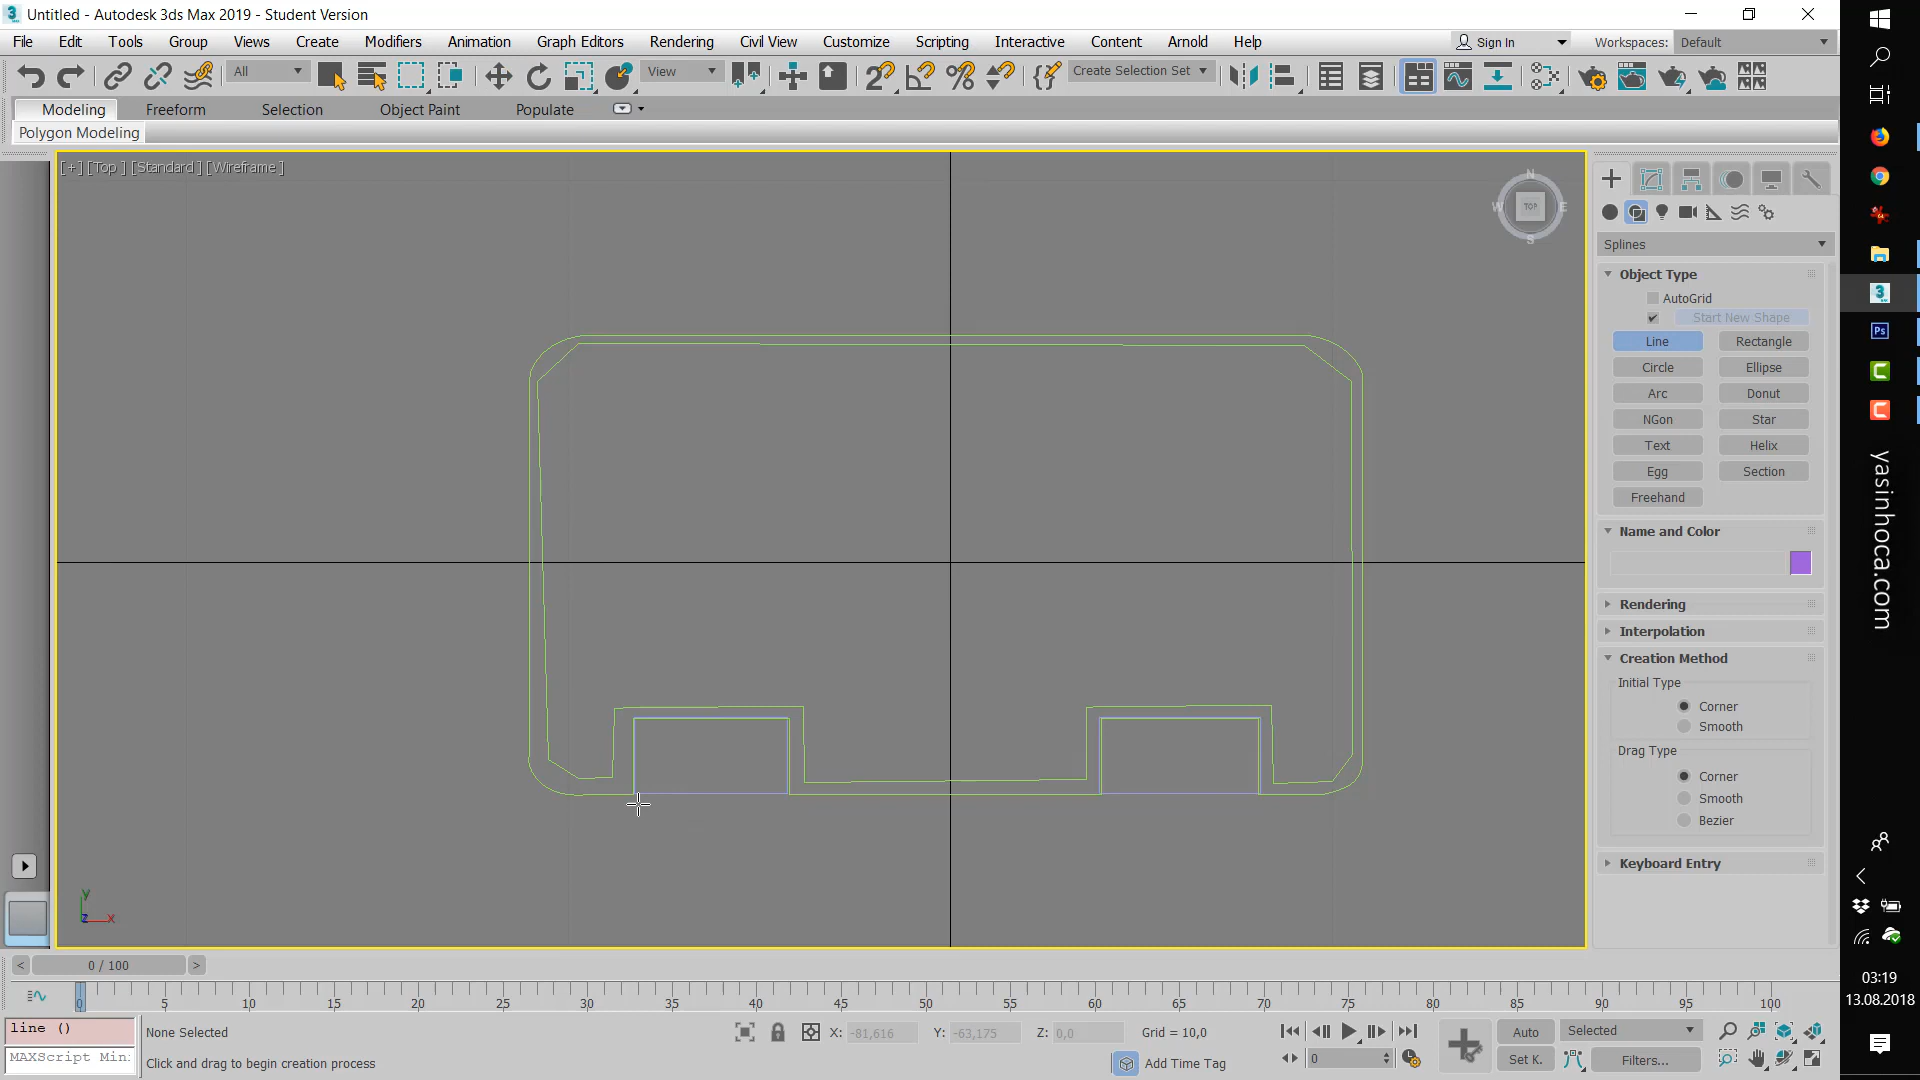 Untitled - Autodesk 3ds Max 2019 - Student Version
File Edit Tools Group Views Create Modifiers Animation Graph Editors Rendering Civil View Customize Scripting Interactive Content Arnold Help
Sign In Workspaces: Default
All View Create Selection Set
Modeling Freeform Selection Object Paint Populate
Polygon Modeling
[+] [Top ] [Standard ] [Wireframe ]
N
W TOP E
S
Splines
Object Type
AutoGrid
Start New Shape
Line Rectangle
Circle Ellipse
Arc Donut
NGon Star
Text Helix
Egg Section
Freehand
Name and Color
Rendering
Interpolation
Creation Method
Initial Type
Corner
Smooth
Drag Type
Corner
Smooth
Bezier
Keyboard Entry
yasinhoca.com
y
z x
< 0 / 100 >
0 5 10 15 20 25 30 35 40 45 50 55 60 65 70 75 80 85 90 95 100
03:19
13.08.2018
line ()
MAXScript Mini
None Selected
Click and drag to begin creation process
X: -81,616 Y: -63,175 Z: 0,0 Grid = 10,0
Add Time Tag
0
Auto Selected
Set K. Filters...
Ps